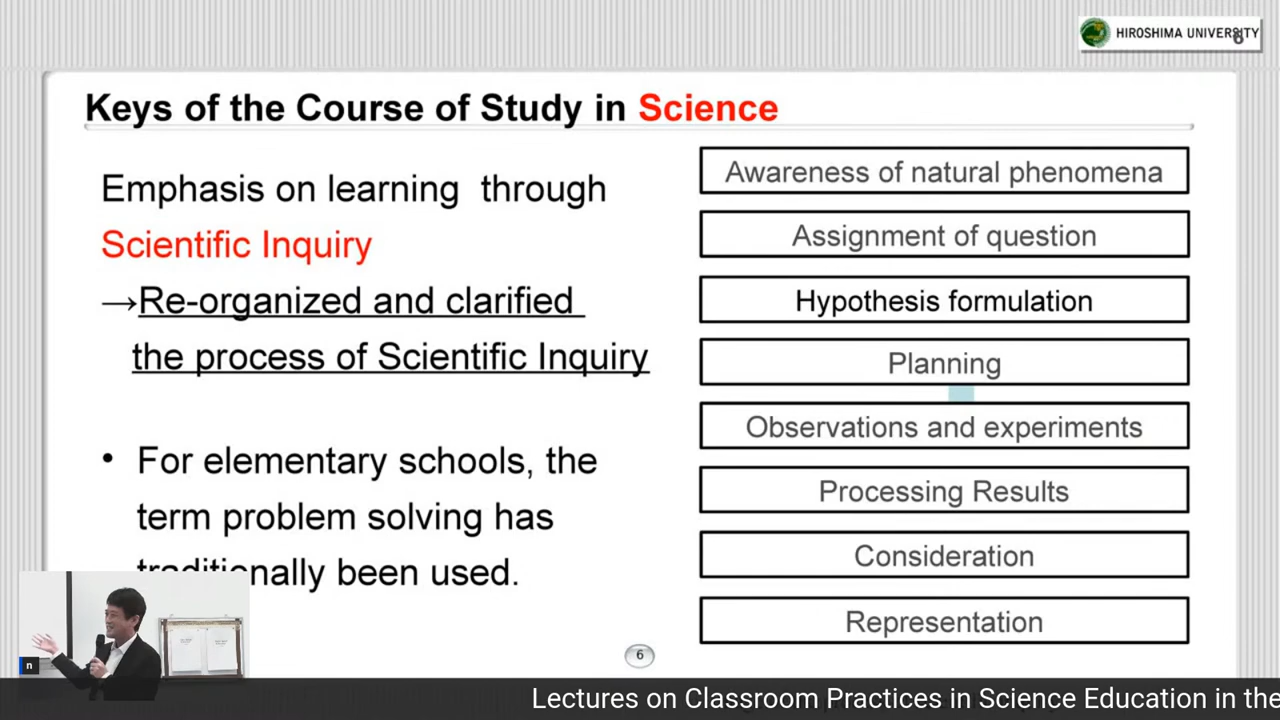 HIROSHIMA UNIVERSITY
6
Keys of the Course of Study in Science
Emphasis on learning through
Scientific Inquiry
→Re-organized and clarified
the process of Scientific Inquiry
• For elementary schools, the
term problem solving has
traditionally been used.
Awareness of natural phenomena
Assignment of question
Hypothesis formulation
Planning
Observations and experiments
Processing Results
Consideration
Representation
n
6
Lectures on Classroom Practices in Science Education in the